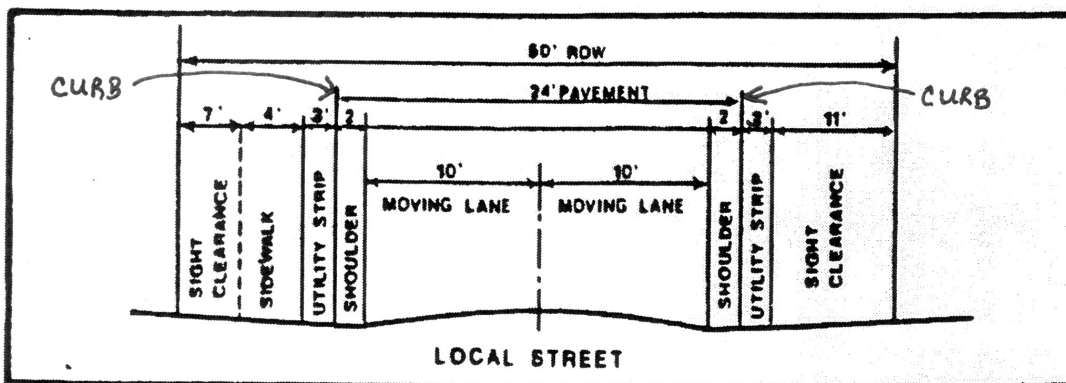 50' ROW
CURB
24' PAVEMENT
CURB
7' 4' 3' 2 2 3' 11'
10' 10'
MOVING LANE MOVING LANE
SIGHT
CLEARANCE
SIDEWALK
UTILITY STRIP
SHOULDER
SHOULDER
UTILITY STRIP
SIGHT
CLEARANCE
LOCAL STREET